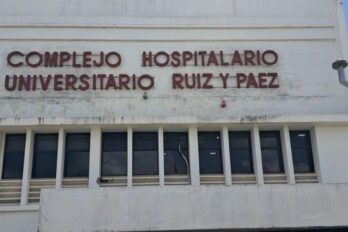 COMPLEJO HOSPITALARIO
UNIVERSITARIO RUIZ Y PAEZ